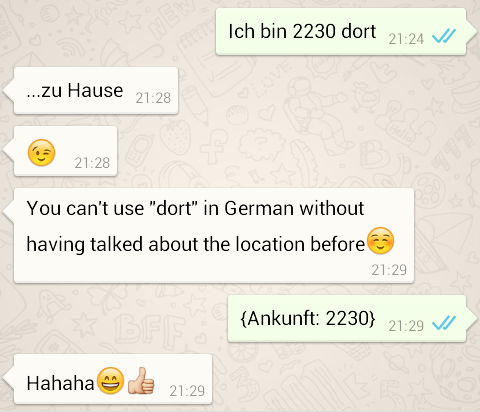 Ich bin 2230 dort 21:24
...zu Hause 21:28
😉 21:28
You can't use "dort" in German without
having talked about the location before☺️
21:29
{Ankunft: 2230} 21:29
Hahaha😄👍 21:29